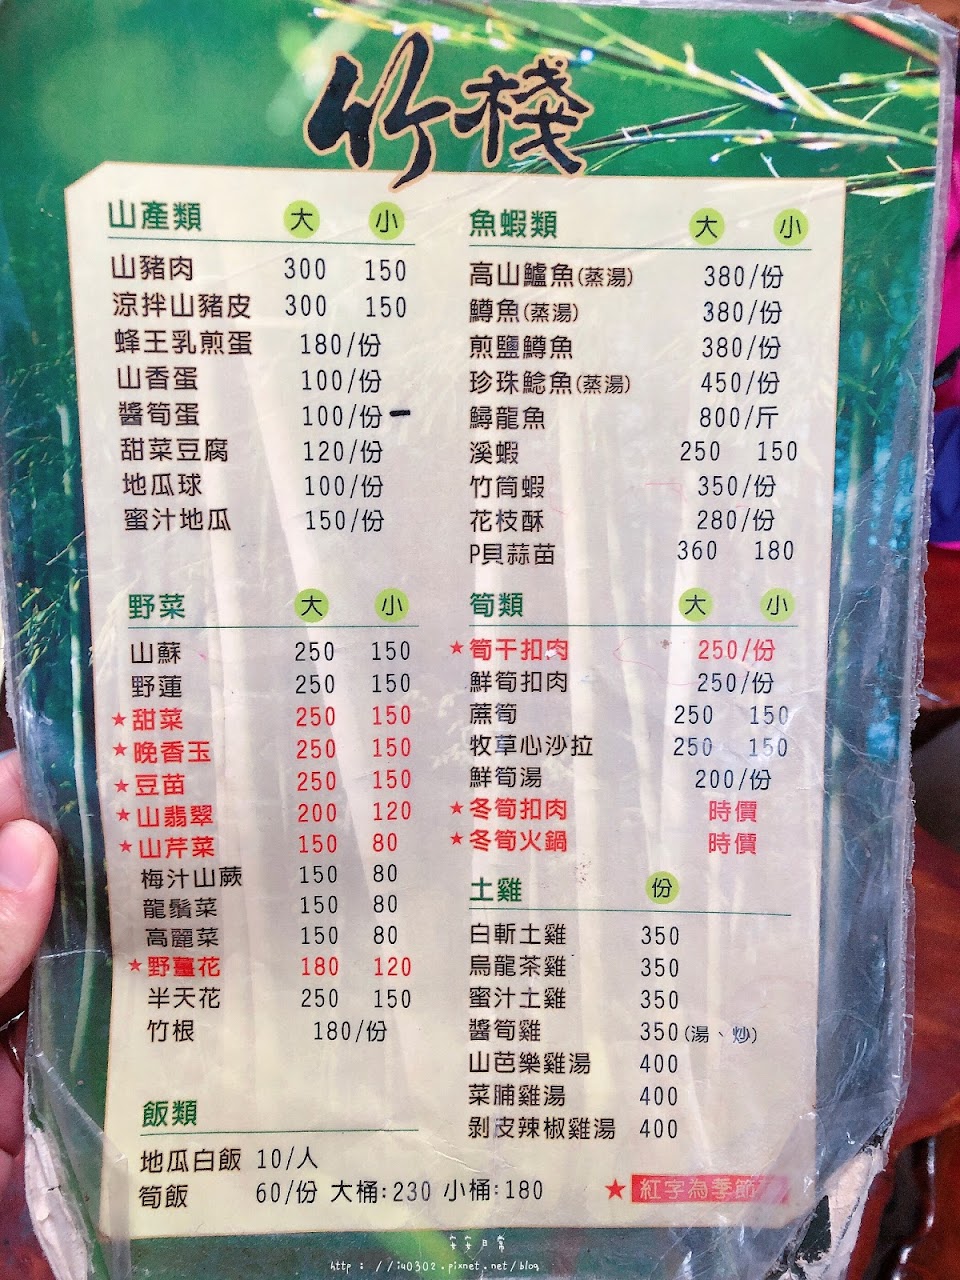 竹棧
山產類 大 小
山豬肉 300 150
涼拌山豬皮 300 150
蜂王乳煎蛋 180/份
山香蛋 100/份
醬筍蛋 100/份
甜菜豆腐 120/份
地瓜球 100/份
蜜汁地瓜 150/份
野菜 大 小
山蘇 250 150
野蓮 250 150
★甜菜 250 150
★晚香玉 250 150
★豆苗 250 150
★山翡翠 200 120
★山芹菜 150 80
梅汁山蕨 150 80
龍鬚菜 150 80
高麗菜 150 80
★野薑花 180 120
半天花 250 150
竹根 180/份
飯類
地瓜白飯 10/人
筍飯 60/份 大桶:230 小桶:180
魚蝦類 大 小
高山鱸魚(蒸湯) 380/份
鱒魚(蒸湯) 380/份
煎鹽鱒魚 380/份
珍珠鯰魚(蒸湯) 450/份
鱘龍魚 800/斤
溪蝦 250 150
竹筒蝦 350/份
花枝酥 280/份
P貝蒜苗 360 180
筍類 大 小
★筍干扣肉 250/份
鮮筍扣肉 250/份
蔗筍 250 150
牧草心沙拉 250 150
鮮筍湯 200/份
★冬筍扣肉 時價
★冬筍火鍋 時價
土雞 份
白斬土雞 350
烏龍茶雞 350
蜜汁土雞 350
醬筍雞 350(湯、炒)
山芭樂雞湯 400
菜脯雞湯 400
剝皮辣椒雞湯 400
★紅字為季節
安安日常
http : //i40302.pixnet.net/blog